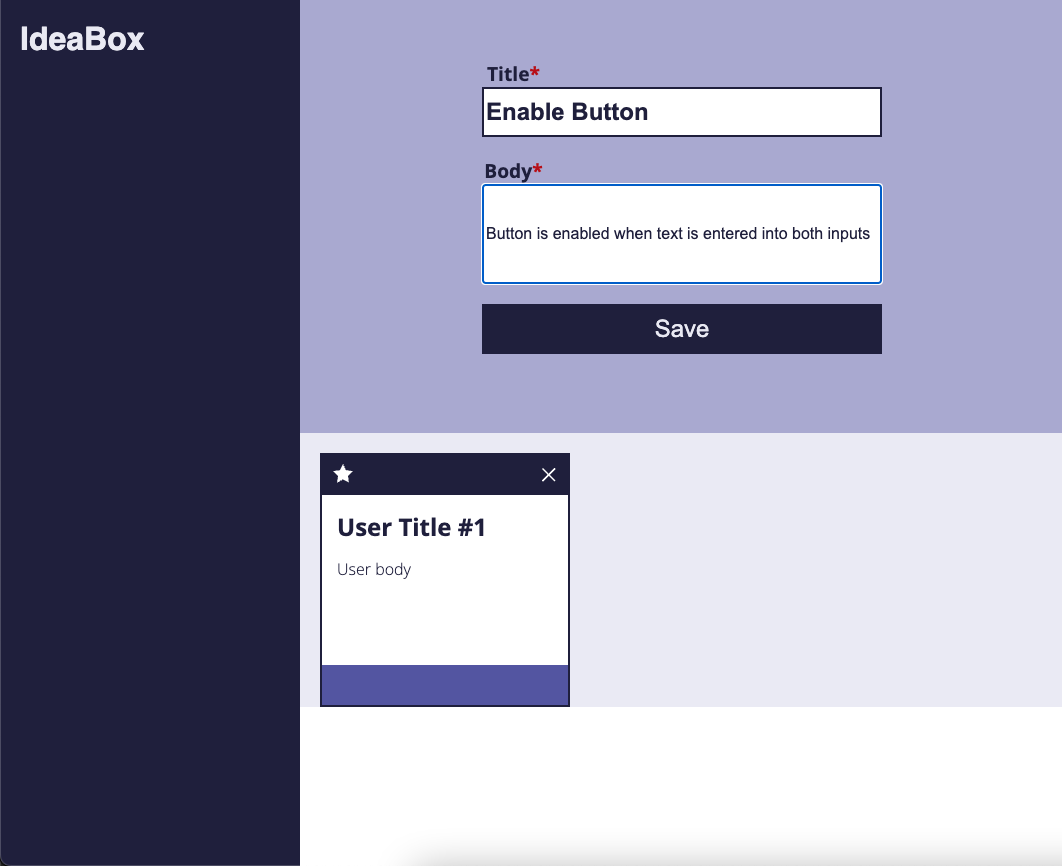 IdeaBox
Title*
Enable Button
Body*
Button is enabled when text is entered into both inputs
Save
User Title #1
User body